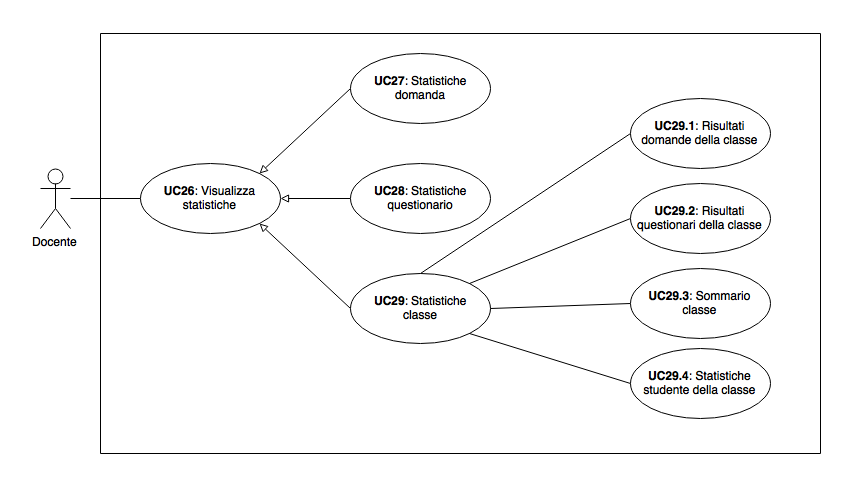 UC27: Statistiche
domanda
UC29.1: Risultati
domande della classe
UC26: Visualizza
statistiche
UC28: Statistiche
questionario
UC29.2: Risultati
questionari della classe
Docente
UC29: Statistiche
classe
UC29.3: Sommario
classe
UC29.4: Statistiche
studente della classe